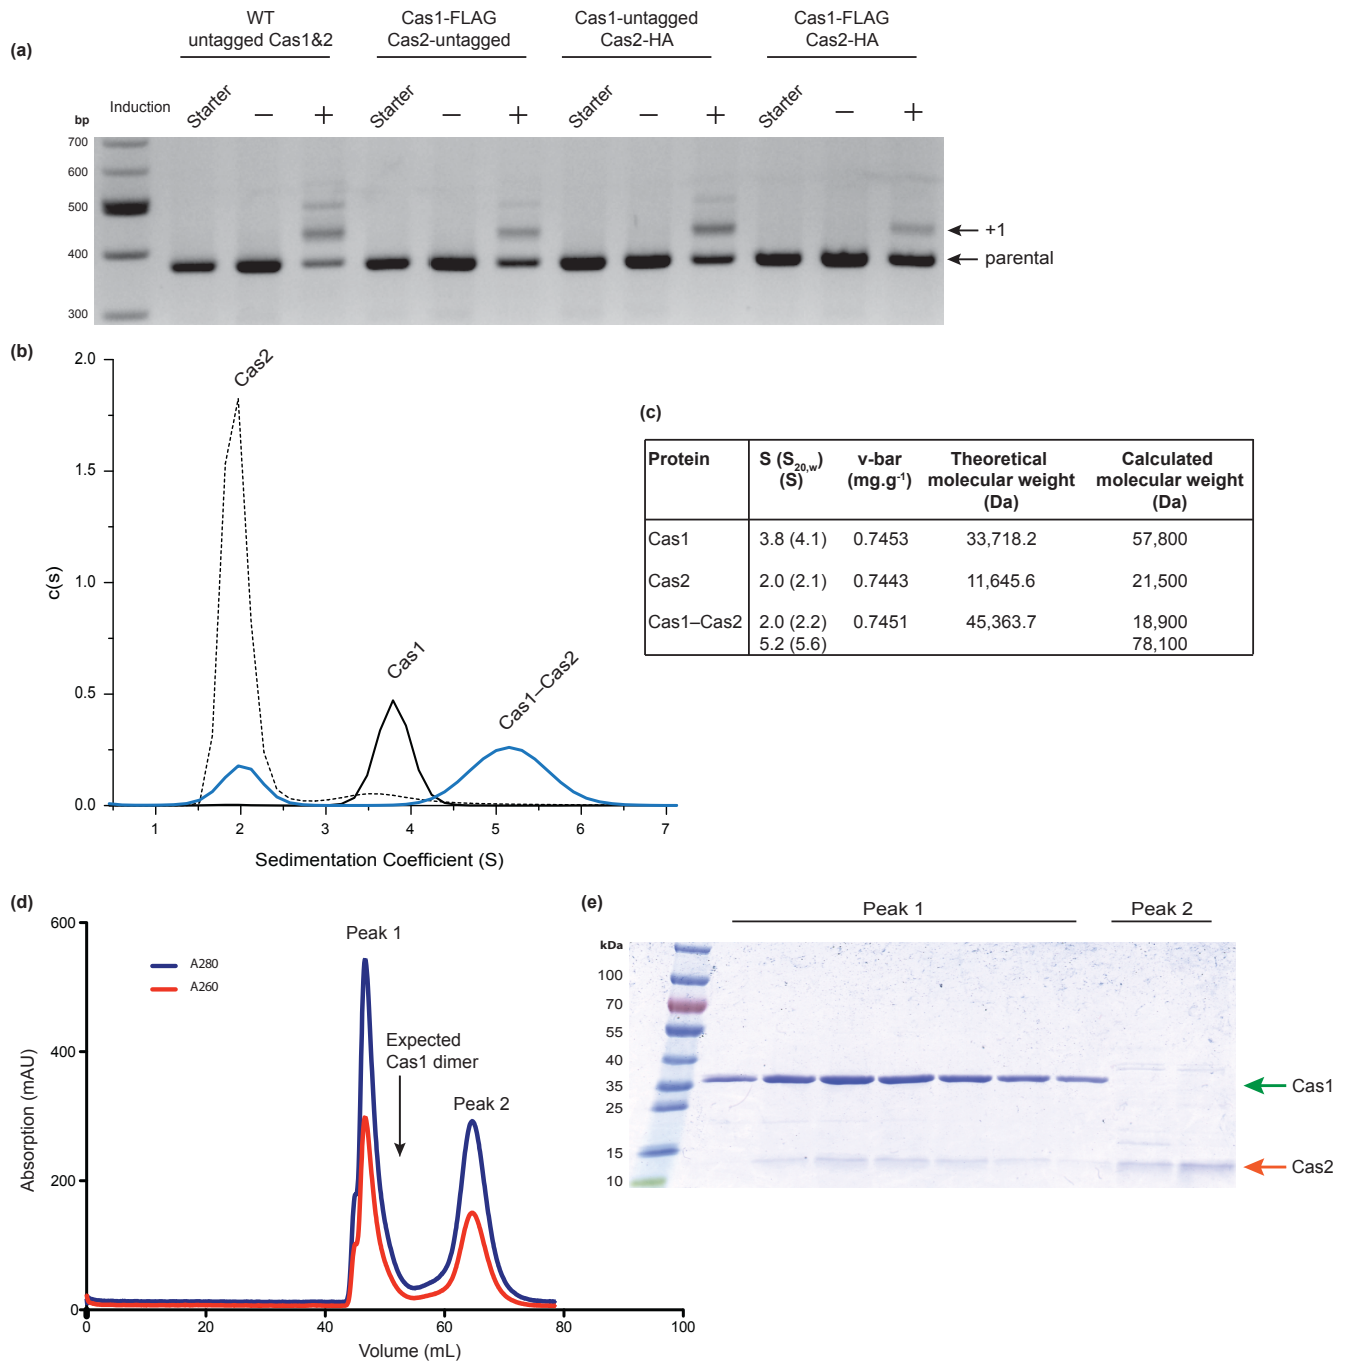 (a)
WT
untagged Cas1&2
Cas1-FLAG
Cas2-untagged
Cas1-untagged
Cas2-HA
Cas1-FLAG
Cas2-HA
Induction
Starter − +
Starter − +
Starter − +
Starter − +
bp
700
600
500
400
300
+1
parental
(b)
2.0
1.5
1.0
0.5
0.0
c(s)
Cas2
Cas1
Cas1–Cas2
1 2 3 4 5 6 7
Sedimentation Coefficient (S)
(c)
Protein S (S20,w) (S) v-bar (mg.g-1) Theoretical molecular weight (Da) Calculated molecular weight (Da)
Cas1 3.8 (4.1) 0.7453 33,718.2 57,800
Cas2 2.0 (2.1) 0.7443 11,645.6 21,500
Cas1–Cas2 2.0 (2.2) 0.7451 45,363.7 18,900
5.2 (5.6) 78,100
(d)
600
400
200
0
Absorption (mAU)
A280
A260
Peak 1
Expected
Cas1 dimer
Peak 2
0 20 40 60 80 100
Volume (mL)
(e)
Peak 1 Peak 2
kDa
100
70
55
40
35
25
15
10
Cas1
Cas2